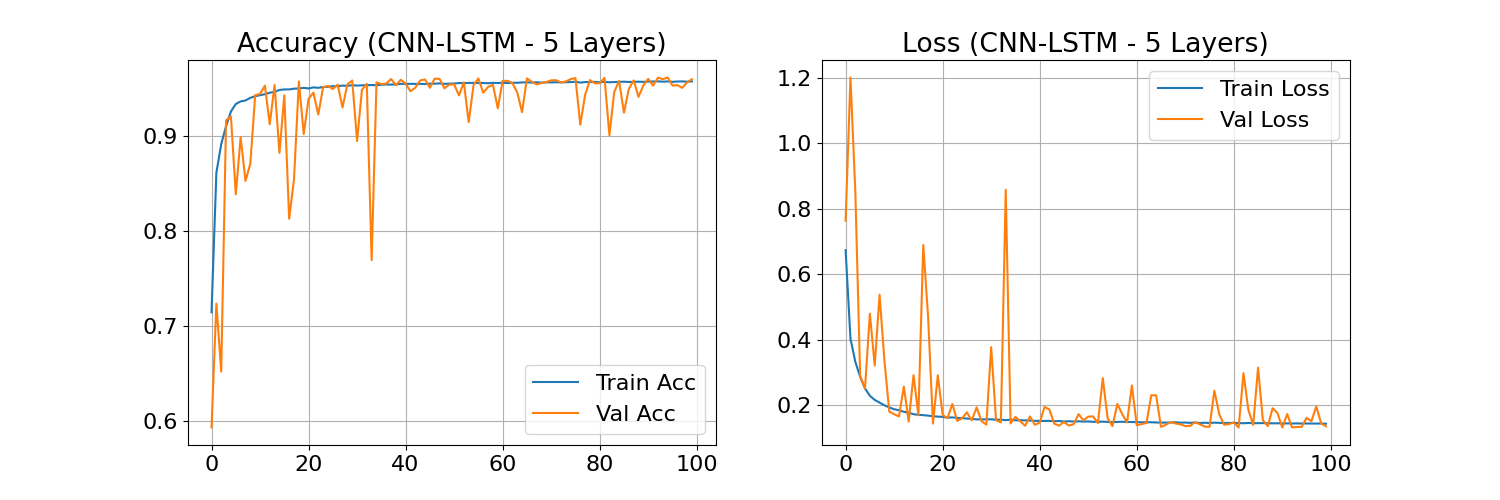 Accuracy (CNN-LSTM - 5 Layers)
0.9
0.8
0.7
0.6
0 20 40 60 80 100
Train Acc
Val Acc
Loss (CNN-LSTM - 5 Layers)
1.2
1.0
0.8
0.6
0.4
0.2
0 20 40 60 80 100
Train Loss
Val Loss